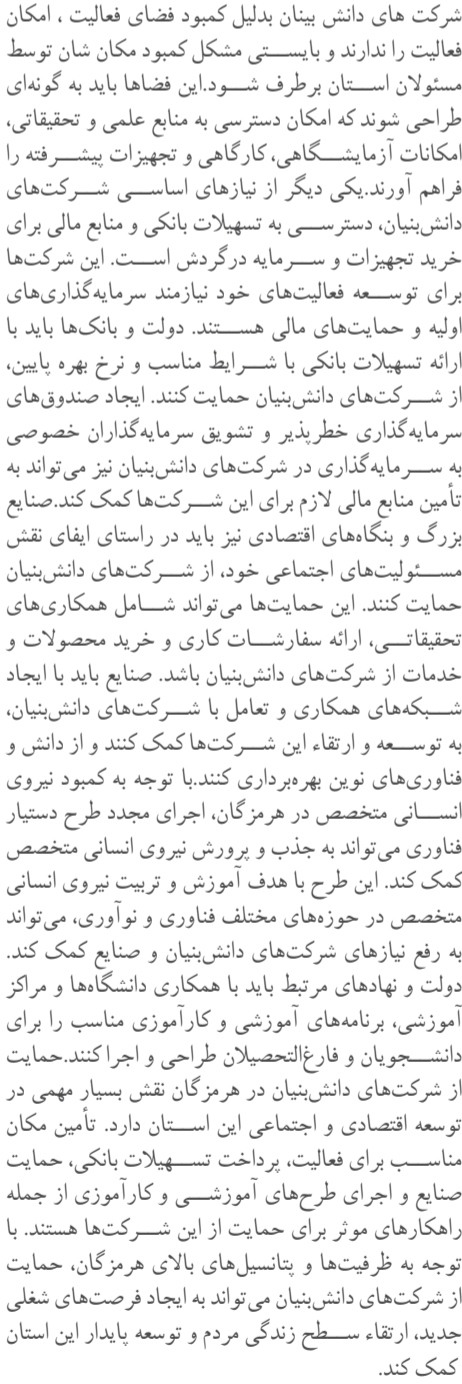 شرکت های دانش بینان بدلیل کمبود فضای فعالیت ، امکان
فعالیت را ندارند و بایستی مشکل کمبود مکان شان توسط
مسئولان استان برطرف شود.این فضاها باید به گونه‌ای
طراحی شوند که امکان دسترسی به منابع علمی و تحقیقاتی،
امکانات آزمایشگاهی، کارگاهی و تجهیزات پیشرفته را
فراهم آورند.یکی دیگر از نیازهای اساسی شرکت‌های
دانش‌بنیان، دسترسی به تسهیلات بانکی و منابع مالی برای
خرید تجهیزات و سرمایه درگردش است. این شرکت‌ها
برای توسعه فعالیت‌های خود نیازمند سرمایه‌گذاری‌های
اولیه و حمایت‌های مالی هستند. دولت و بانک‌ها باید با
ارائه تسهیلات بانکی با شرایط مناسب و نرخ بهره پایین،
از شرکت‌های دانش‌بنیان حمایت کنند. ایجاد صندوق‌های
سرمایه‌گذاری خطرپذیر و تشویق سرمایه‌گذاران خصوصی
به سرمایه‌گذاری در شرکت‌های دانش‌بنیان نیز می‌تواند به
تأمین منابع مالی لازم برای این شرکت‌ها کمک کند.صنایع
بزرگ و بنگاه‌های اقتصادی نیز باید در راستای ایفای نقش
مسئولیت‌های اجتماعی خود، از شرکت‌های دانش‌بنیان
حمایت کنند. این حمایت‌ها می‌تواند شامل همکاری‌های
تحقیقاتی، ارائه سفارشات کاری و خرید محصولات و
خدمات از شرکت‌های دانش‌بنیان باشد. صنایع باید با ایجاد
شبکه‌های همکاری و تعامل با شرکت‌های دانش‌بنیان،
به توسعه و ارتقاء این شرکت‌ها کمک کنند و از دانش و
فناوری‌های نوین بهره‌برداری کنند.با توجه به کمبود نیروی
انسانی متخصص در هرمزگان، اجرای مجدد طرح دستیار
فناوری می‌تواند به جذب و پرورش نیروی انسانی متخصص
کمک کند. این طرح با هدف آموزش و تربیت نیروی انسانی
متخصص در حوزه‌های مختلف فناوری و نوآوری، می‌تواند
به رفع نیازهای شرکت‌های دانش‌بنیان و صنایع کمک کند.
دولت و نهادهای مرتبط باید با همکاری دانشگاه‌ها و مراکز
آموزشی، برنامه‌های آموزشی و کارآموزی مناسب را برای
دانشجویان و فارغ‌التحصیلان طراحی و اجرا کنند.حمایت
از شرکت‌های دانش‌بنیان در هرمزگان نقش بسیار مهمی در
توسعه اقتصادی و اجتماعی این استان دارد. تأمین مکان
مناسب برای فعالیت، پرداخت تسهیلات بانکی، حمایت
صنایع و اجرای طرح‌های آموزشی و کارآموزی از جمله
راهکارهای موثر برای حمایت از این شرکت‌ها هستند. با
توجه به ظرفیت‌ها و پتانسیل‌های بالای هرمزگان، حمایت
از شرکت‌های دانش‌بنیان می‌تواند به ایجاد فرصت‌های شغلی
جدید، ارتقاء سطح زندگی مردم و توسعه پایدار این استان
کمک کند.